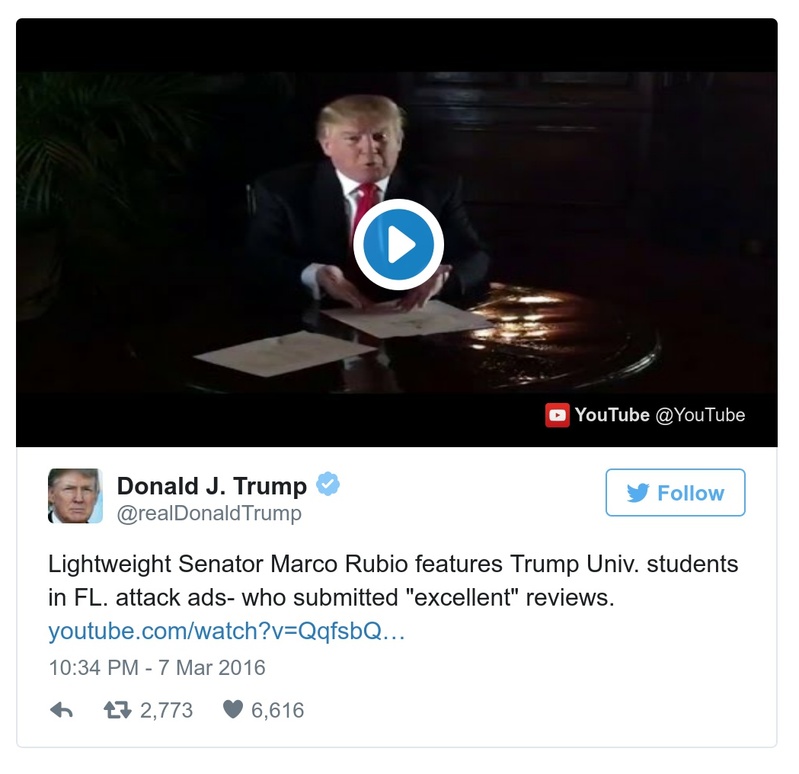 YouTube @YouTube
Donald J. Trump
Follow
@realDonaldTrump
Lightweight Senator Marco Rubio features Trump Univ. students
in FL. attack ads- who submitted "excellent" reviews.
youtube.com/watch?v=QqfsbQ…
10:34 PM - 7 Mar 2016
2,773 6,616